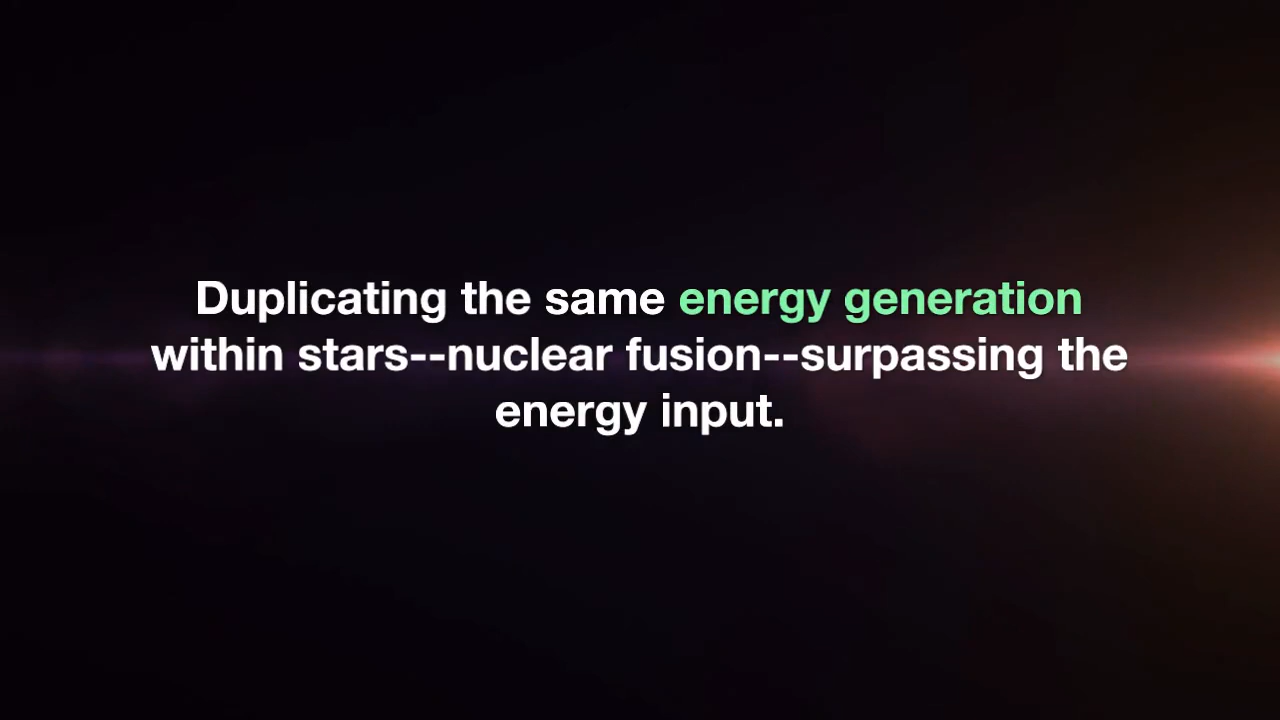 Duplicating the same energy generation
within stars--nuclear fusion--surpassing the
energy input.